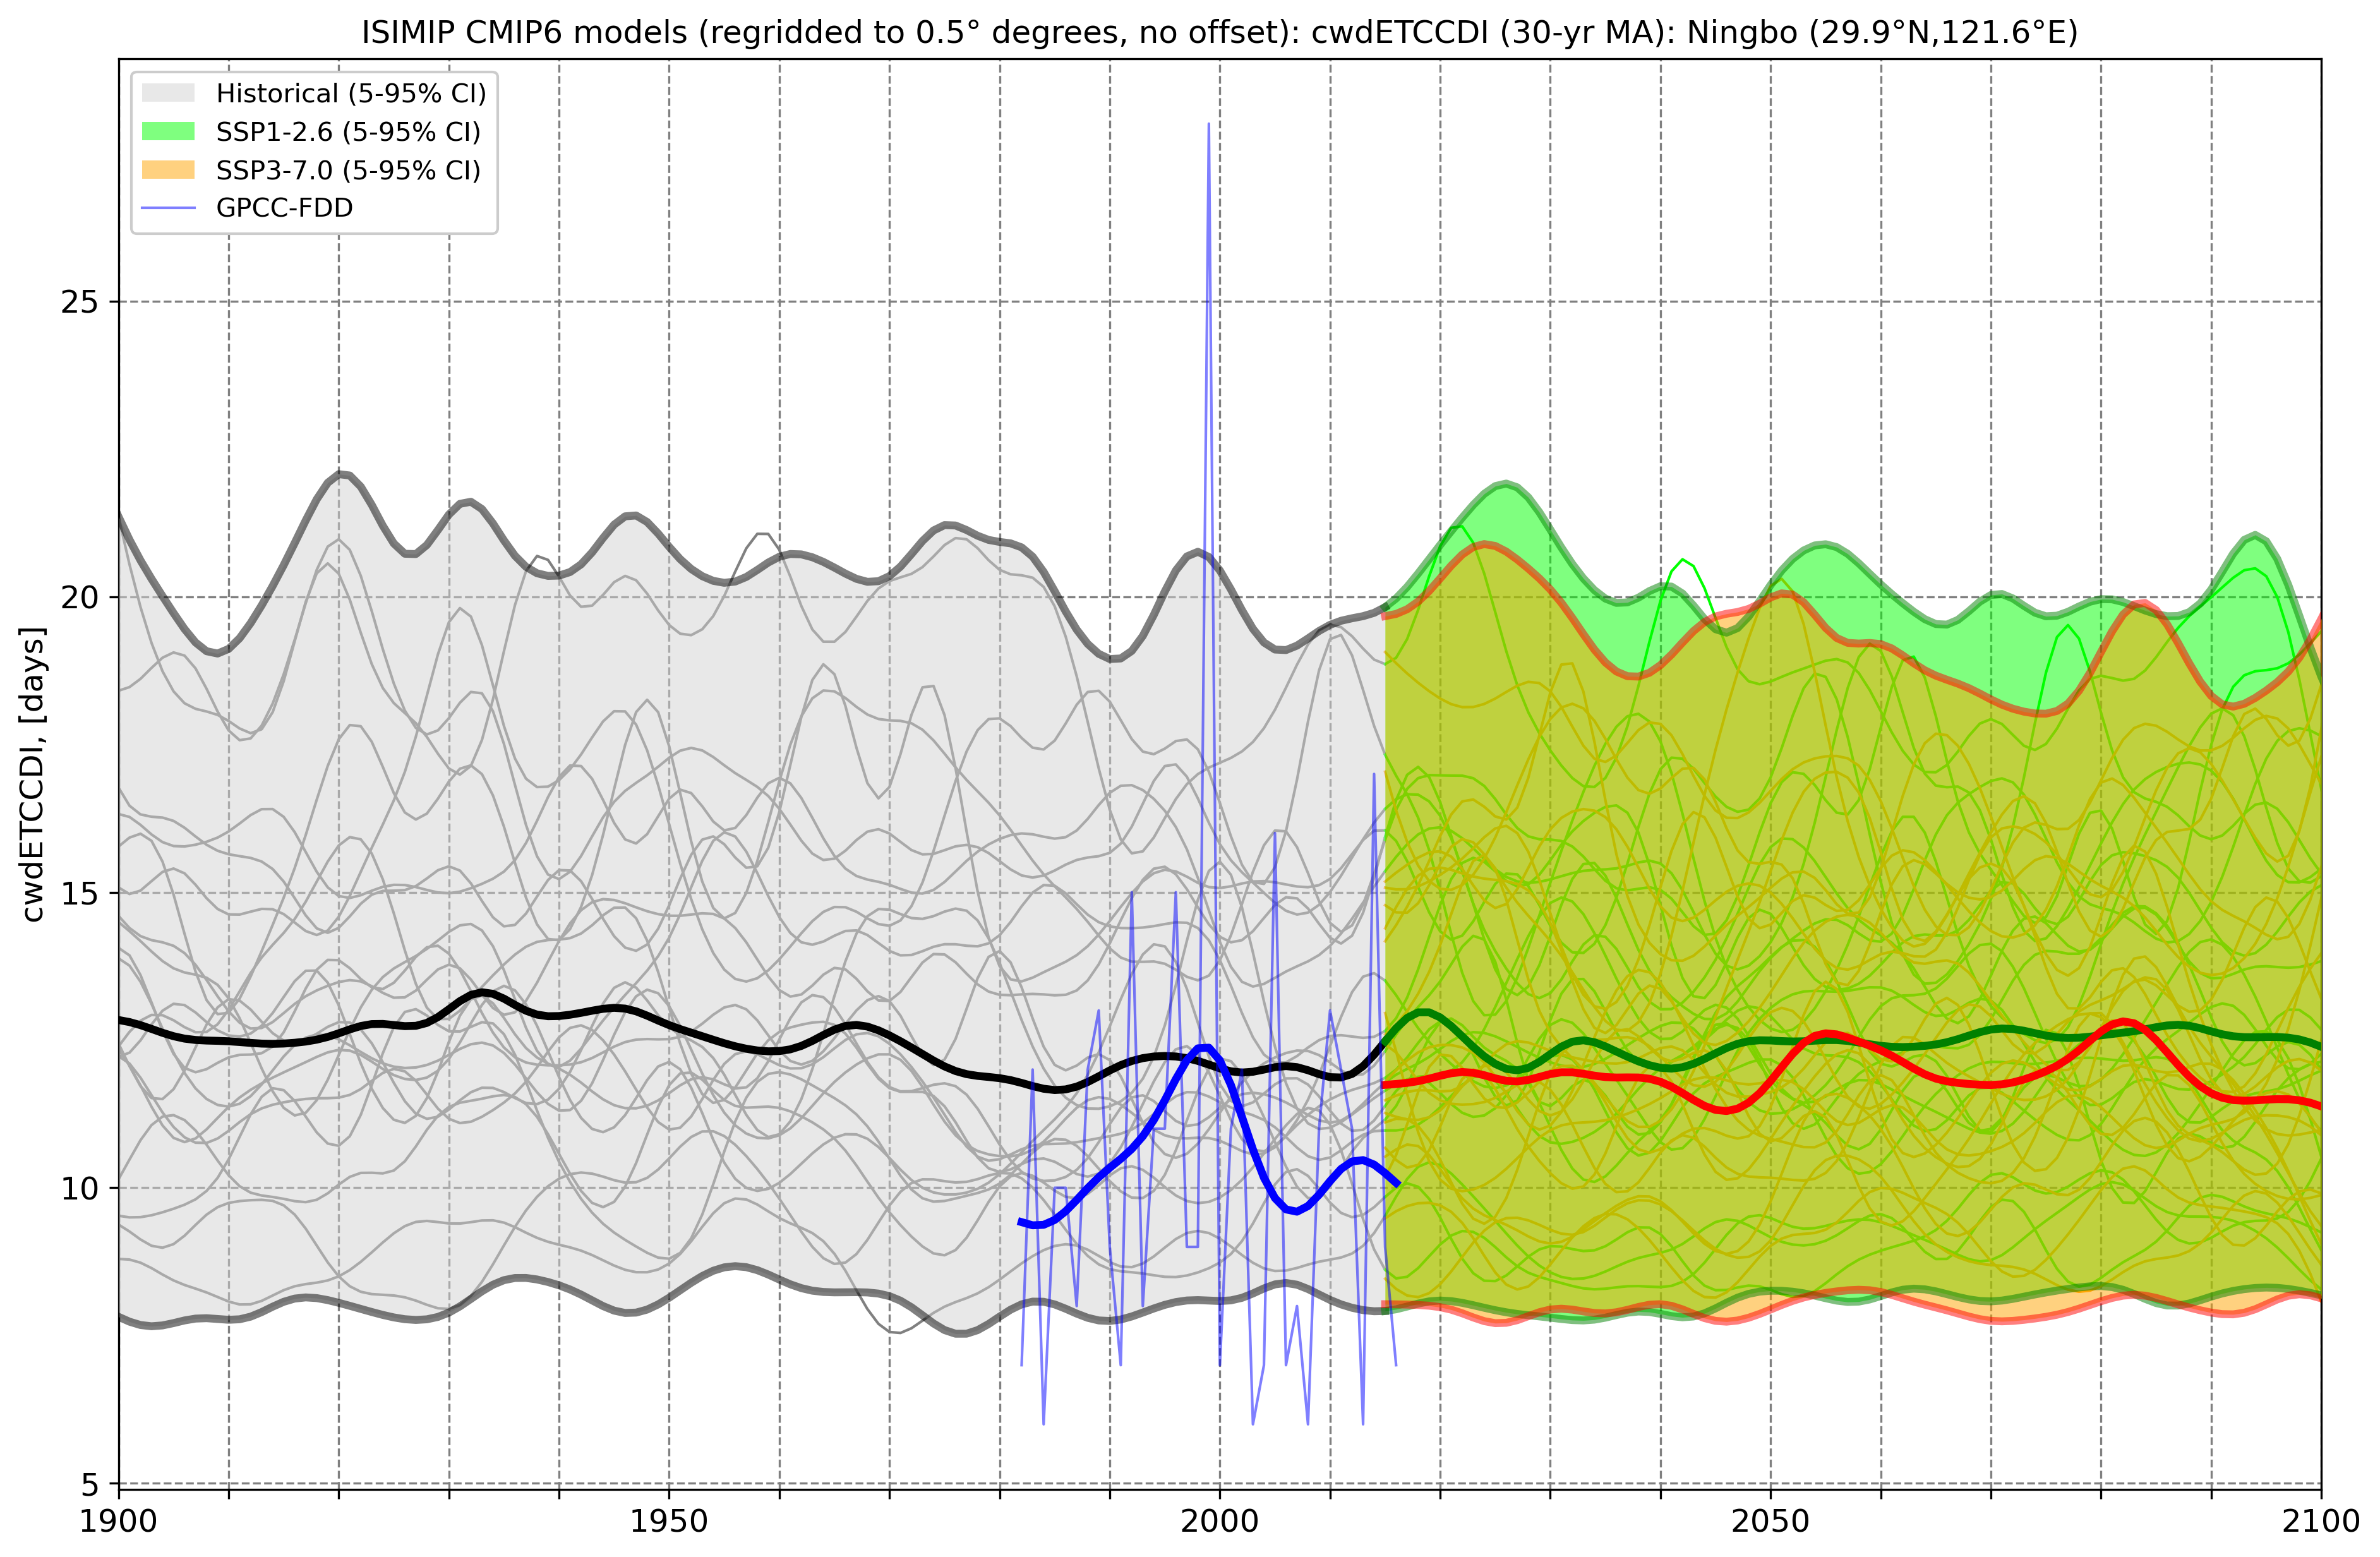 ISIMIP CMIP6 models (regridded to 0.5° degrees, no offset): cwdETCCDI (30-yr MA): Ningbo (29.9°N,121.6°E)
Historical (5-95% CI)
SSP1-2.6 (5-95% CI)
SSP3-7.0 (5-95% CI)
GPCC-FDD
cwdETCCDI, [days]
25
20
15
10
5
1900 1950 2000 2050 2100